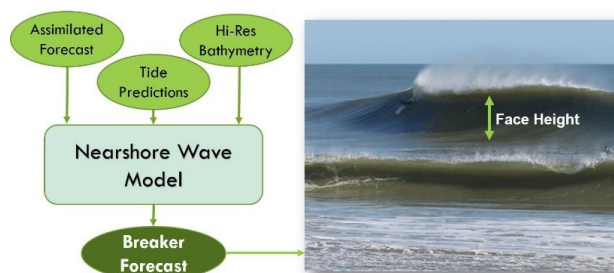 Assimilated
Forecast
Hi-Res
Bathymetry
Tide
Predictions
Nearshore Wave
Model
Face Height
Breaker
Forecast